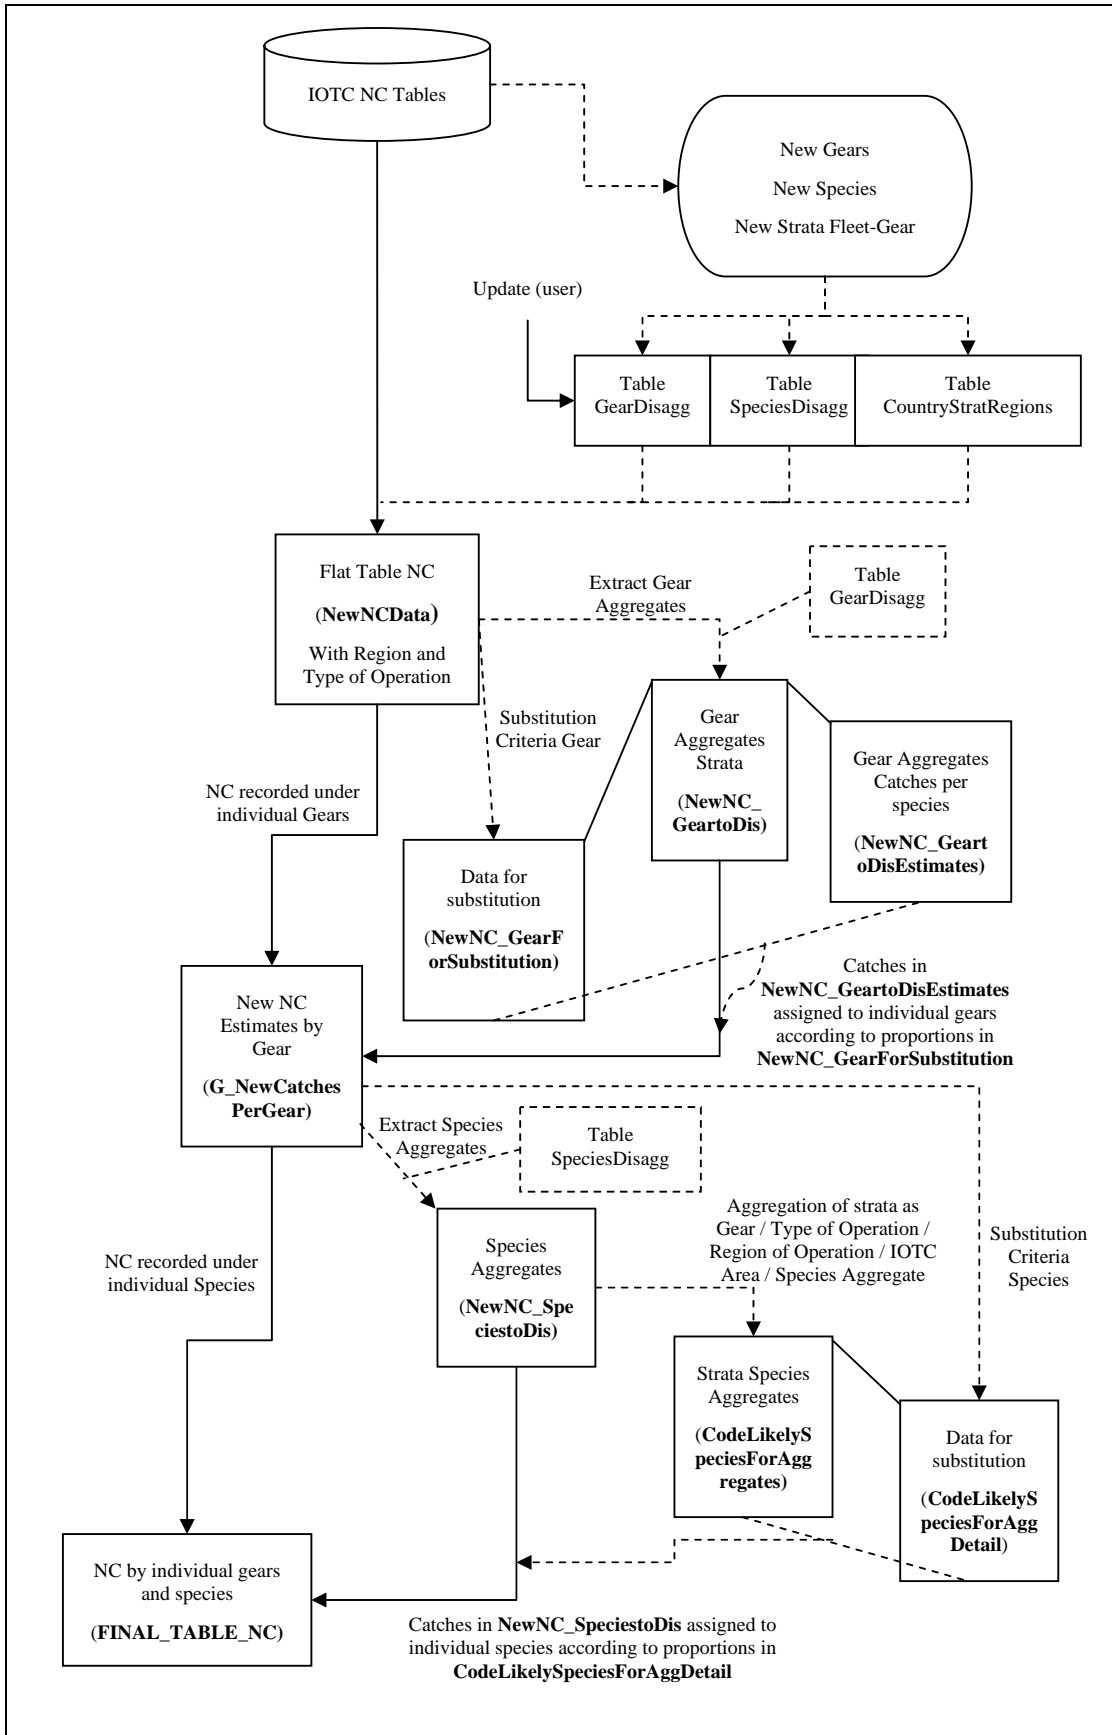 IOTC NC Tables
New Gears
New Species
New Strata Fleet-Gear
Update (user)
Table
GearDisagg
Table
SpeciesDisagg
Table
CountryStratRegions
Flat Table NC
(NewNCData)
With Region and
Type of Operation
Extract Gear
Aggregates
Table
GearDisagg
Substitution
Criteria Gear
Gear
Aggregates
Strata
(NewNC_
GeartoDis)
Gear Aggregates
Catches per
species
(NewNC_Geart
oDisEstimates)
NC recorded under
individual Gears
Data for
substitution
(NewNC_GearF
orSubstitution)
Catches in
NewNC_GeartoDisEstimates
assigned to individual gears
according to proportions in
NewNC_GearForSubstitution
New NC
Estimates by
Gear
(G_NewCatches
PerGear)
Extract Species
Aggregates
Table
SpeciesDisagg
Aggregation of strata as
Gear / Type of Operation /
Region of Operation / IOTC
Area / Species Aggregate
Substitution
Criteria
Species
NC recorded under
individual Species
Species
Aggregates
(NewNC_Spe
ciestoDis)
Strata Species
Aggregates
(CodeLikelyS
peciesForAgg
regates)
Data for
substitution
(CodeLikelyS
peciesForAgg
Detail)
NC by individual gears
and species
(FINAL_TABLE_NC)
Catches in NewNC_SpeciestoDis assigned to
individual species according to proportions in
CodeLikelySpeciesForAggDetail